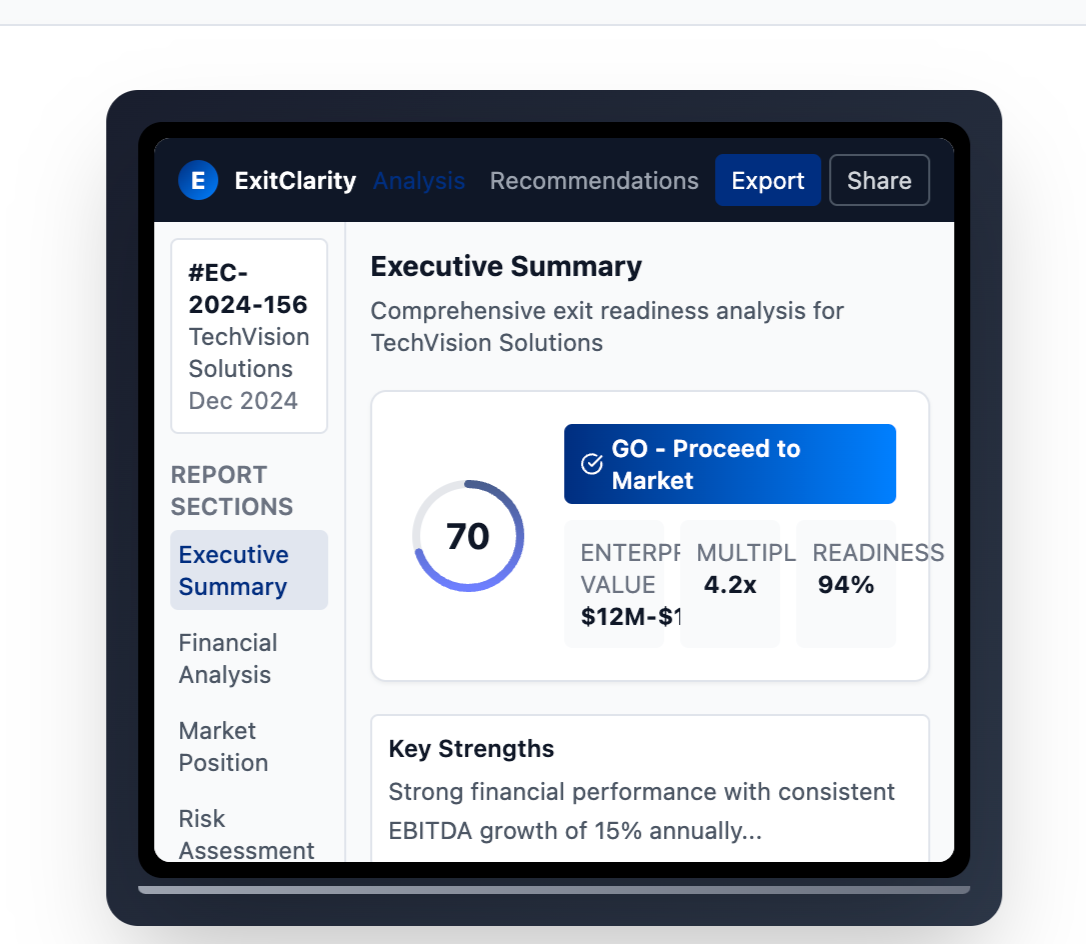 E ExitClarity Analysis Recommendations Export Share
#EC-
2024-156
TechVision
Solutions
Dec 2024
REPORT
SECTIONS
Executive
Summary
Financial
Analysis
Market
Position
Risk
Assessment
Executive Summary
Comprehensive exit readiness analysis for
TechVision Solutions
70
GO - Proceed to
Market
VALUE
$12M-$1
4.2x
READINESS
94%
Key Strengths
Strong financial performance with consistent
EBITDA growth of 15% annually...